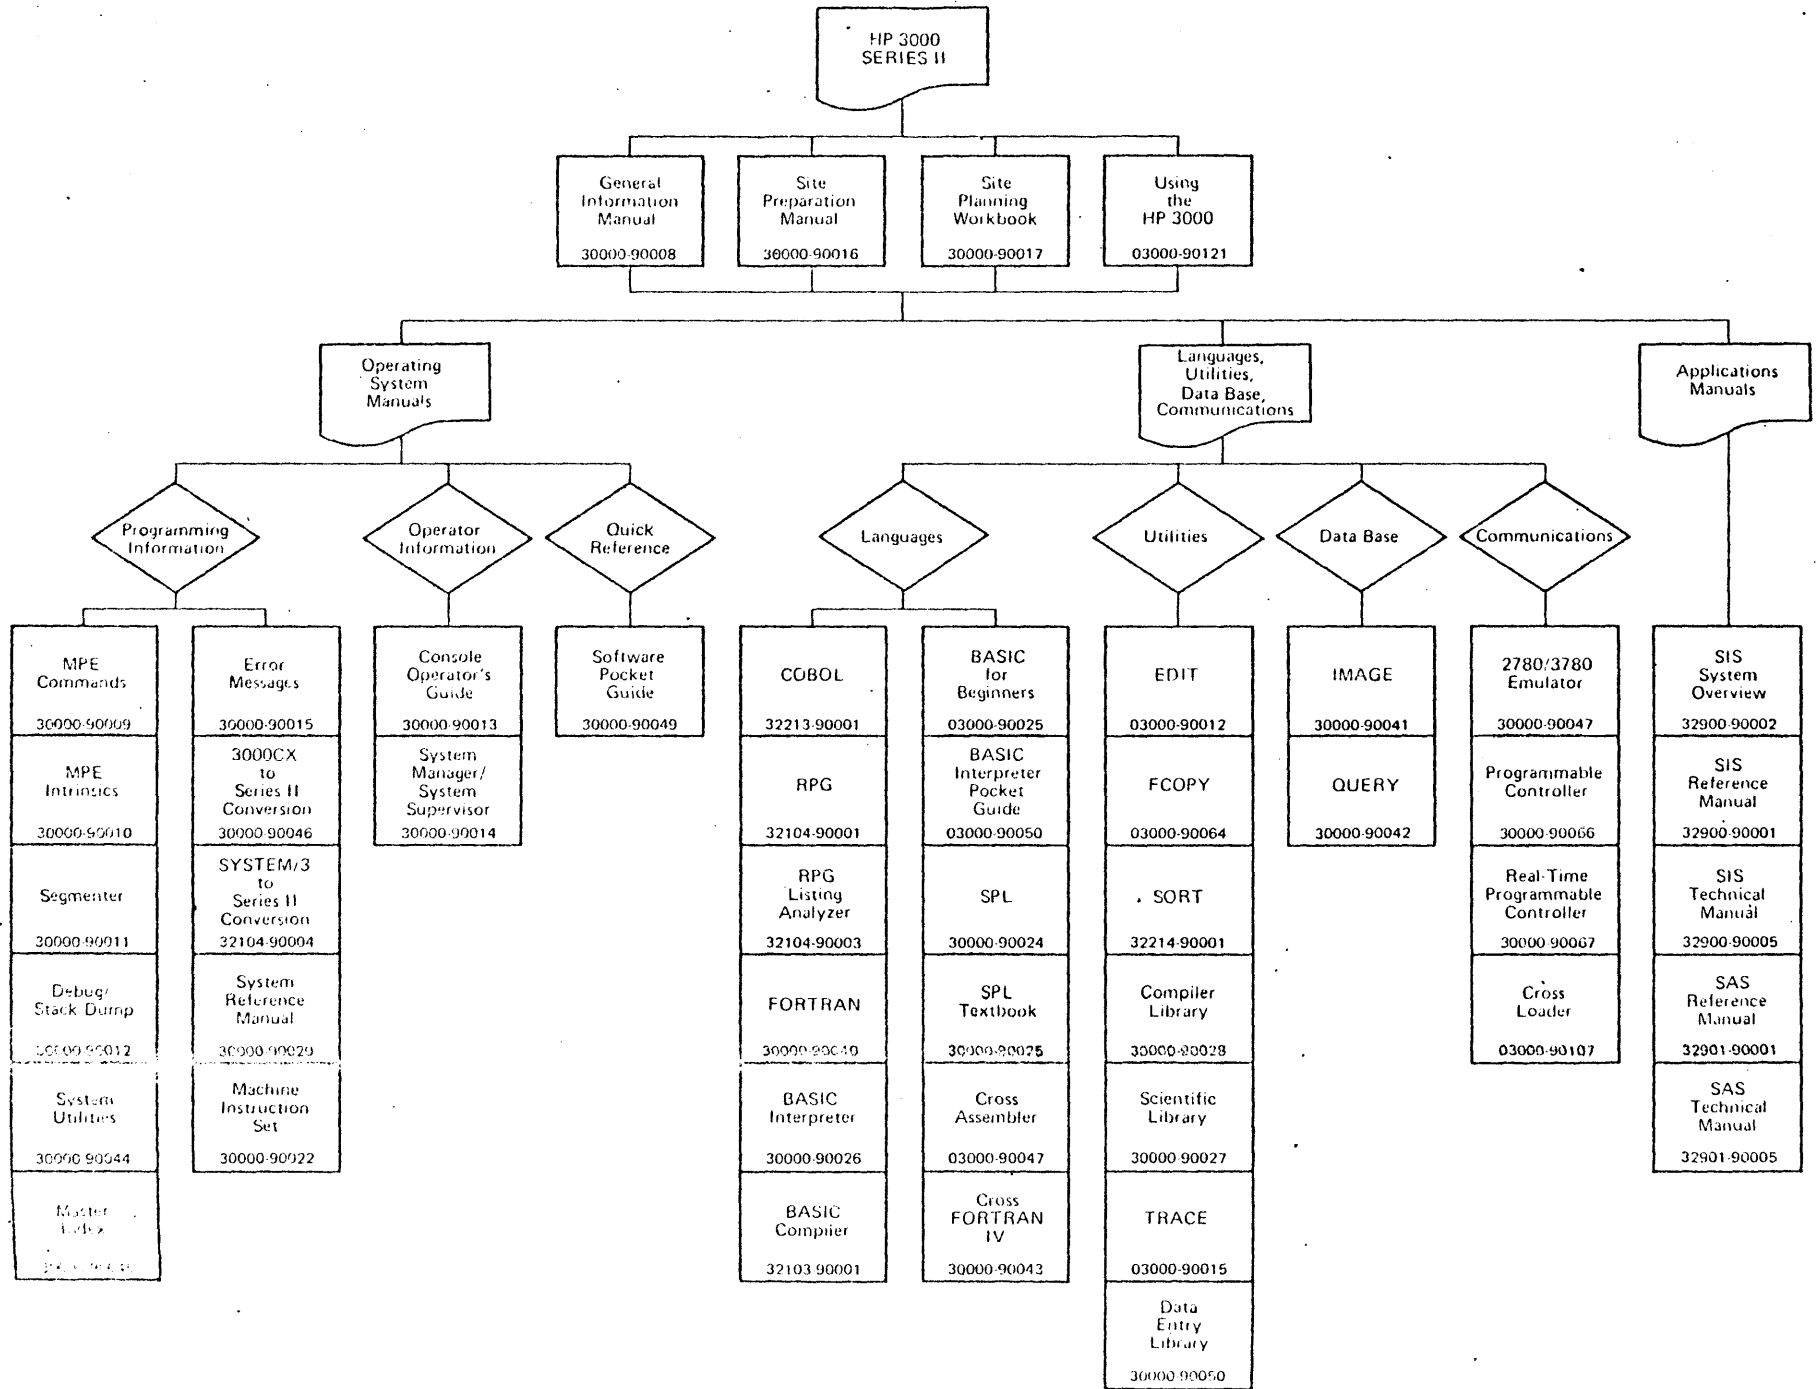 HP 3000
SERIES II
General
Information
Manual
30000-90008
Site
Preparation
Manual
30000-90016
Site
Planning
Workbook
30000-90017
Using
the
HP 3000
03000-90121
Operating
System
Manuals
Languages,
Utilities,
Data Base,
Communications
Applications
Manuals
Programming
Information
Operator
Information
Quick
Reference
Languages
Utilities
Data Base
Communications
MPE
Commands
30000-90009
MPE
Intrinsics
30000-90010
Segmenter
30000-90011
Debug/
Stack Dump
30000-90012
System
Utilities
30000-90044
Master
Index
Error
Messages
30000-90015
3000CX
to
Series II
Conversion
30000-90046
SYSTEM/3
to
Series II
Conversion
32104-90004
System
Reference
Manual
30000-90020
Machine
Instruction
Set
30000-90022
Console
Operator's
Guide
30000-90013
System
Manager/
System
Supervisor
30000-90014
Software
Pocket
Guide
30000-90049
COBOL
32213-90001
RPG
32104-90001
RPG
Listing
Analyzer
32104-90003
FORTRAN
30000-90040
BASIC
Interpreter
30000-90026
BASIC
Compiler
32103-90001
BASIC
for
Beginners
03000-90025
BASIC
Interpreter
Pocket
Guide
03000-90050
SPL
30000-90024
SPL
Textbook
30000-90025
Cross
Assembler
03000-90047
Cross
FORTRAN
IV
30000-90043
EDIT
03000-90012
FCOPY
03000-90064
SORT
32214-90001
Compiler
Library
30000-90028
Scientific
Library
30000-90027
TRACE
03000-90015
Data
Entry
Library
30000-90050
IMAGE
30000-90041
QUERY
30000-90042
2780/3780
Emulator
30000-90047
Programmable
Controller
30000-90066
Real-Time
Programmable
Controller
30000-90067
Cross
Loader
03000-90107
SIS
System
Overview
32900-90002
SIS
Reference
Manual
32900-90001
SIS
Technical
Manual
32900-90005
SAS
Reference
Manual
32901-90001
SAS
Technical
Manual
32901-90005